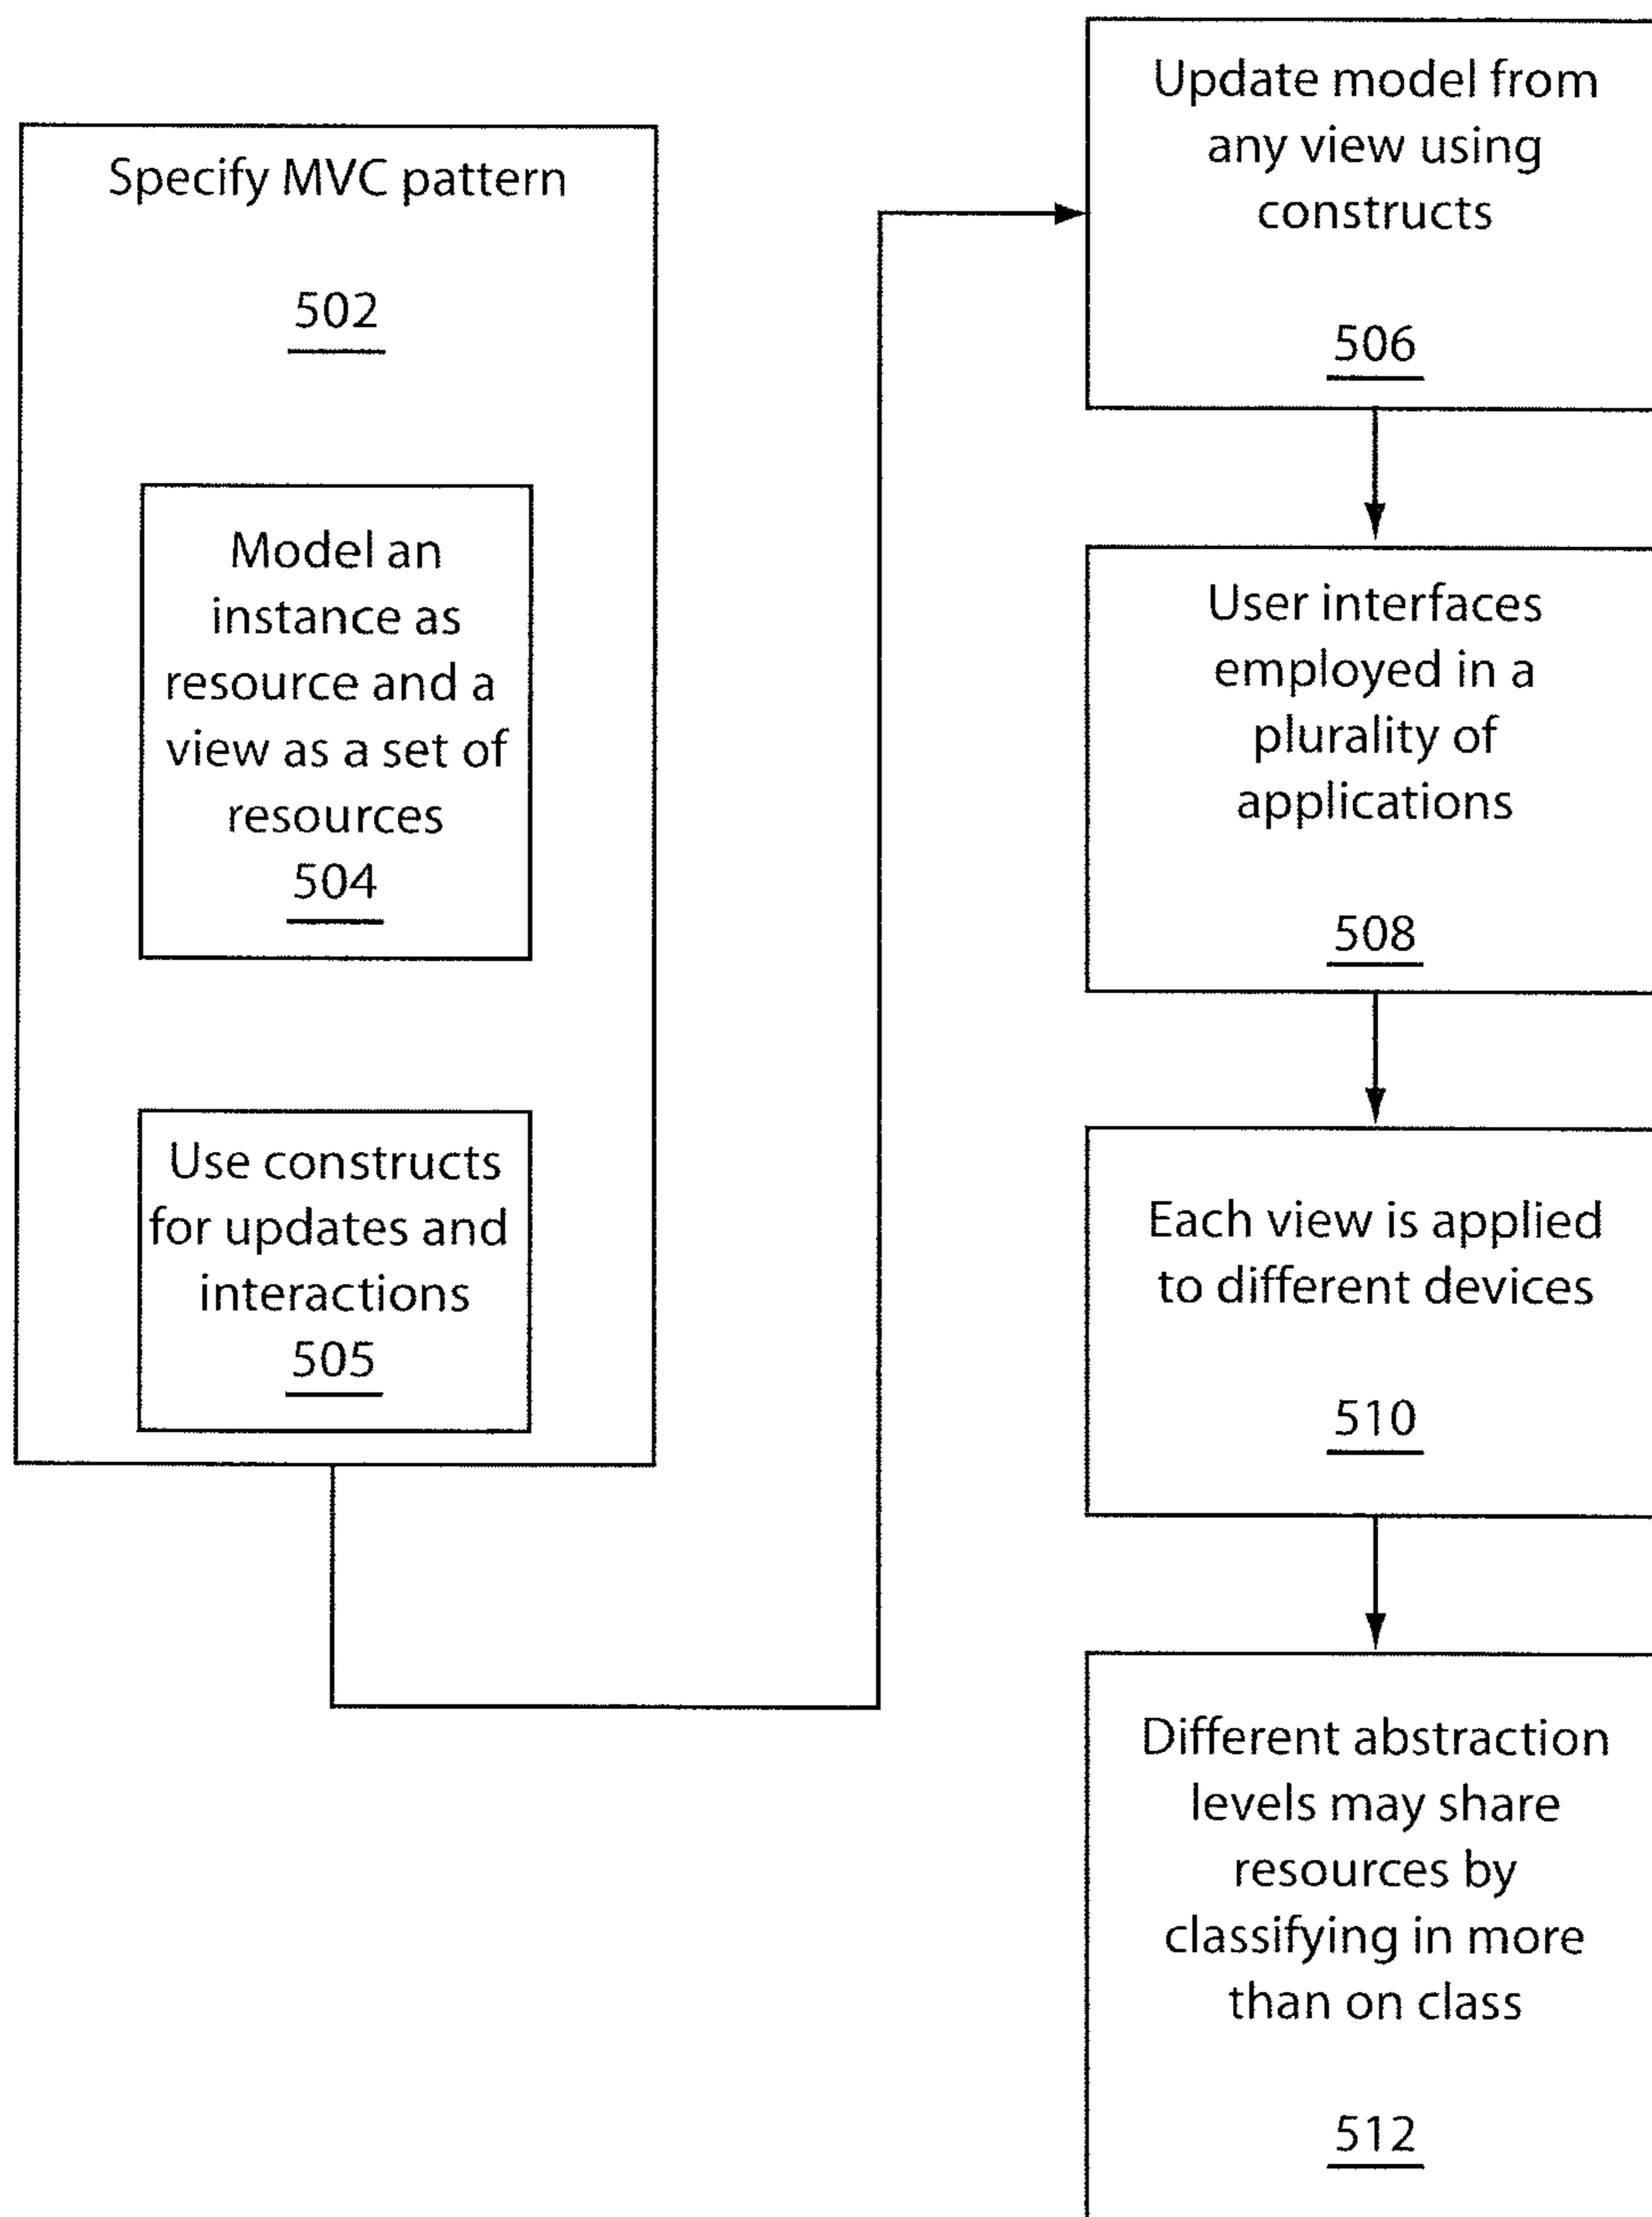 Specify MVC pattern
502
Model an
instance as
resource and a
view as a set of
resources
504
Use constructs
for updates and
interactions
505
Update model from
any view using
constructs
506
User interfaces
employed in a
plurality of
applications
508
Each view is applied
to different devices
510
Different abstraction
levels may share
resources by
classifying in more
than on class
512